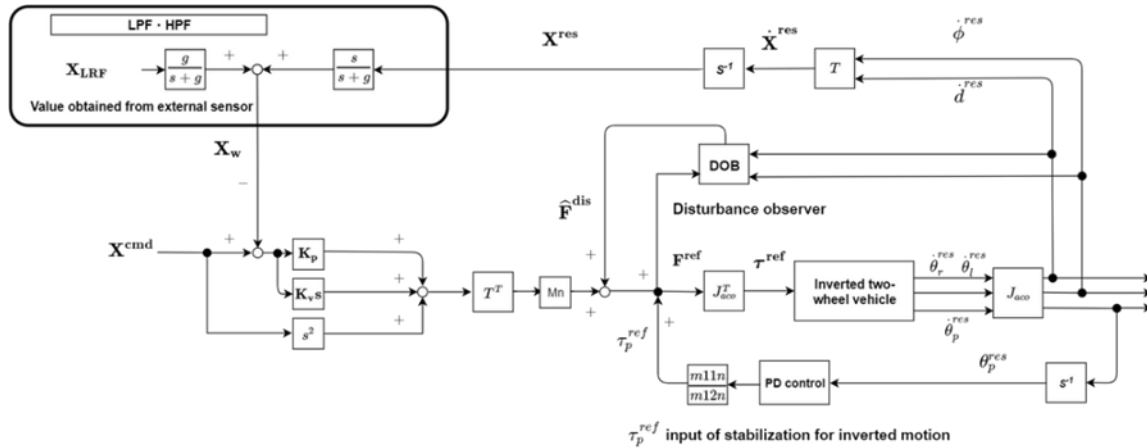 LPF・HPF
X_LRF
g
s + g
+
+
s
s + g
Value obtained from external sensor
X^res
s^-1
Ẋ^res
T
φ̇^res
ḋ^res
X_w
−
DOB
F̂^dis
Disturbance observer
X^cmd
+
K_p
+
K_v s
+
s^2
+
T^T
Mn
+
+
+
F^ref
J^T_aco
τ^ref
Inverted two-
wheel vehicle
θ̇_r^res θ̇_l^res
θ̇_p^res
J_aco
+
τ_p^ref
m11n
m12n
PD control
θ_p^res
s^-1
τ_p^ref input of stabilization for inverted motion